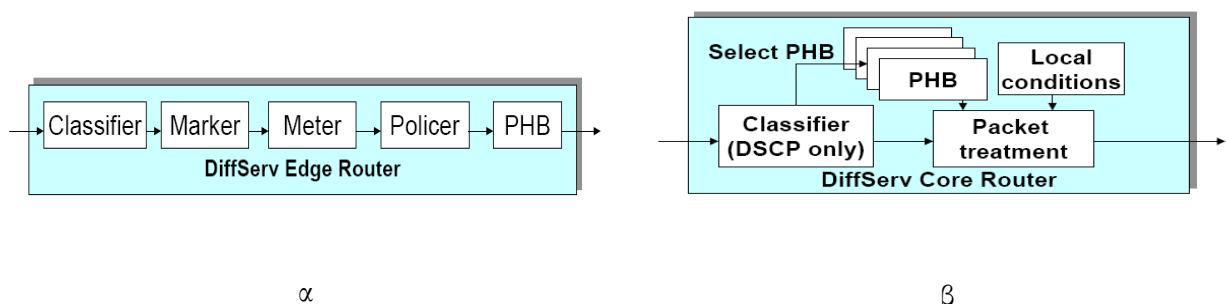 Classifier
Marker
Meter
Policer
PHB
DiffServ Edge Router
α
Select PHB
PHB
Local
conditions
Classifier
(DSCP only)
Packet
treatment
DiffServ Core Router
β